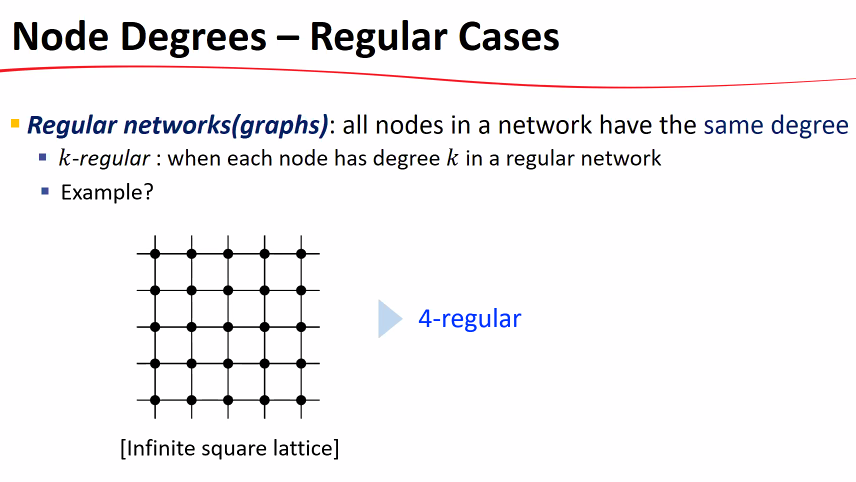 Node Degrees – Regular Cases
Regular networks(graphs): all nodes in a network have the same degree
k-regular : when each node has degree k in a regular network
Example?
4-regular
[Infinite square lattice]